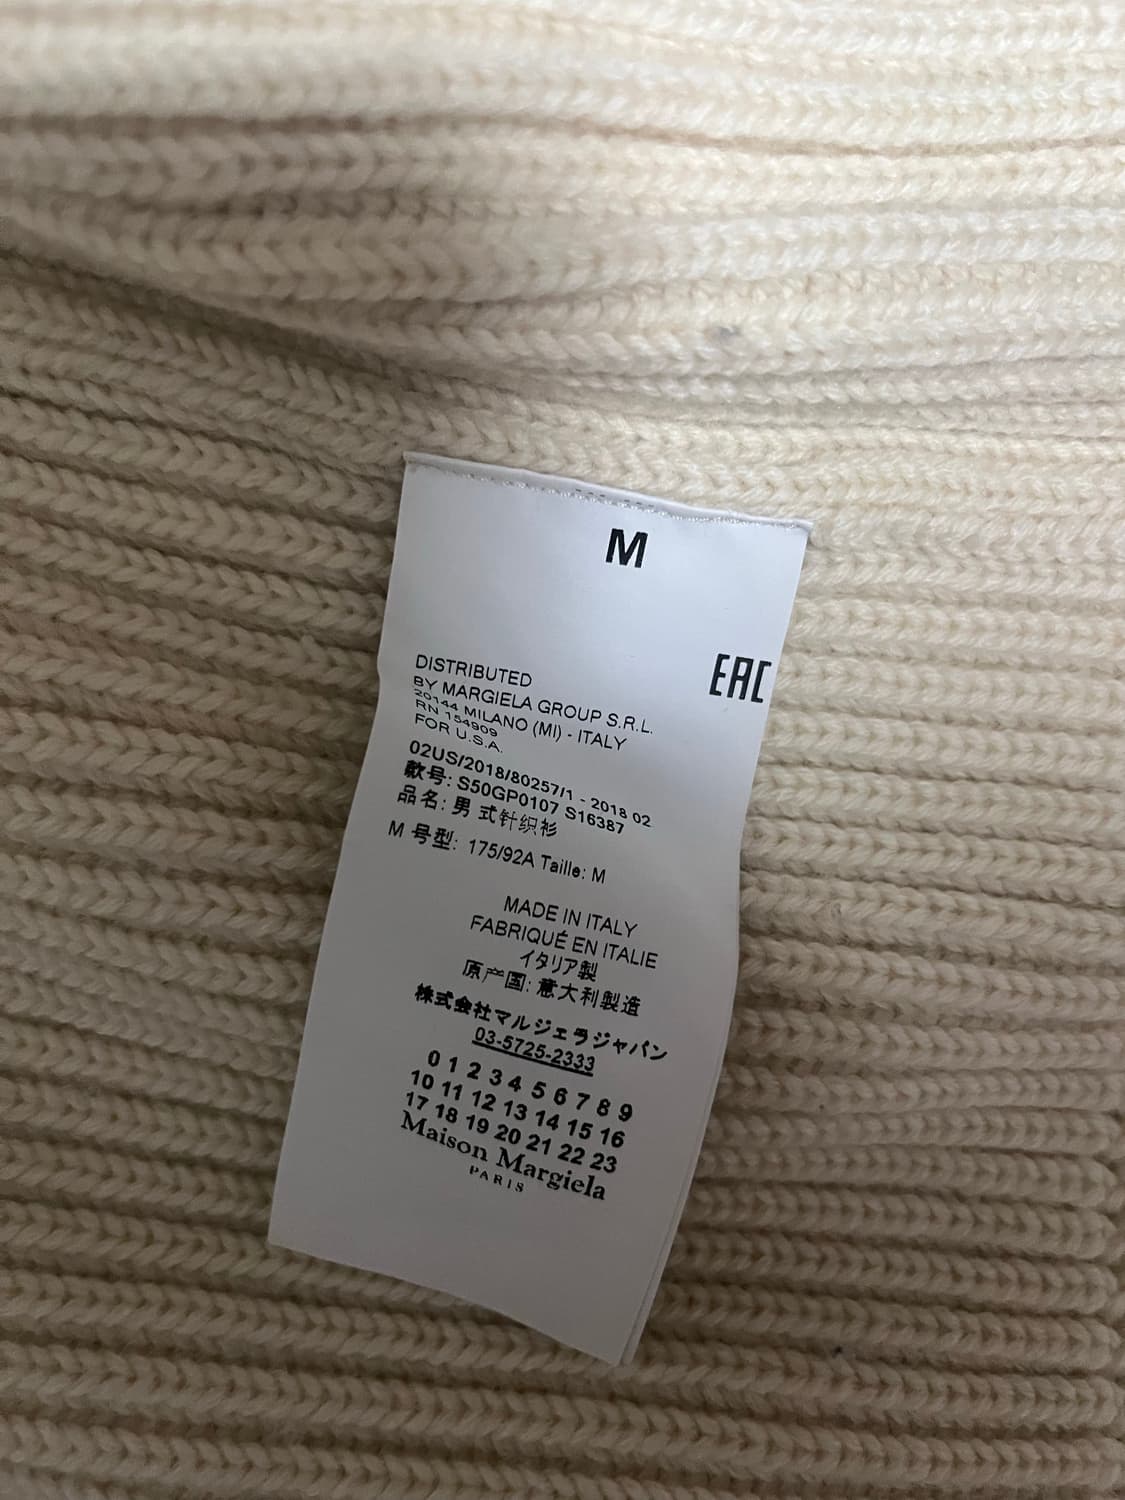 M
EAC
DISTRIBUTED
BY MARGIELA GROUP S.R.L.
20144 MILANO (MI) - ITALY
RN 154909
FOR U.S.A.
02US/2018/80257/1 - 2018 02
款号: S50GP0107 S16387
品名: 男 式针织衫
M 号型: 175/92A Taille: M
MADE IN ITALY
FABRIQUÉ EN ITALIE
イタリア製
原产国: 意大利製造
株式会社マルジェラジャパン
03-5725-2333
0 1 2 3 4 5 6 7 8 9
10 11 12 13 14 15 16
17 18 19 20 21 22 23
Maison Margiela
PARIS